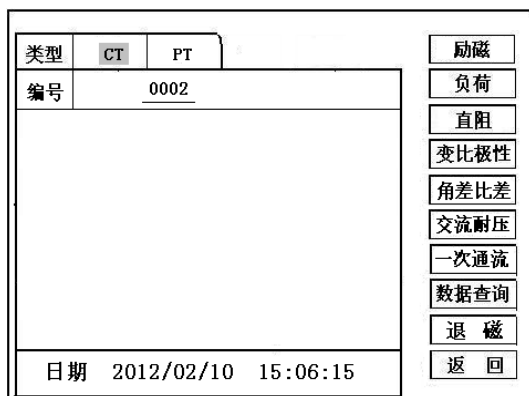 类型 CT PT
编号 0002
日期 2012/02/10 15:06:15
励磁
负荷
直阻
变比极性
角差比差
交流耐压
一次通流
数据查询
退 磁
返 回